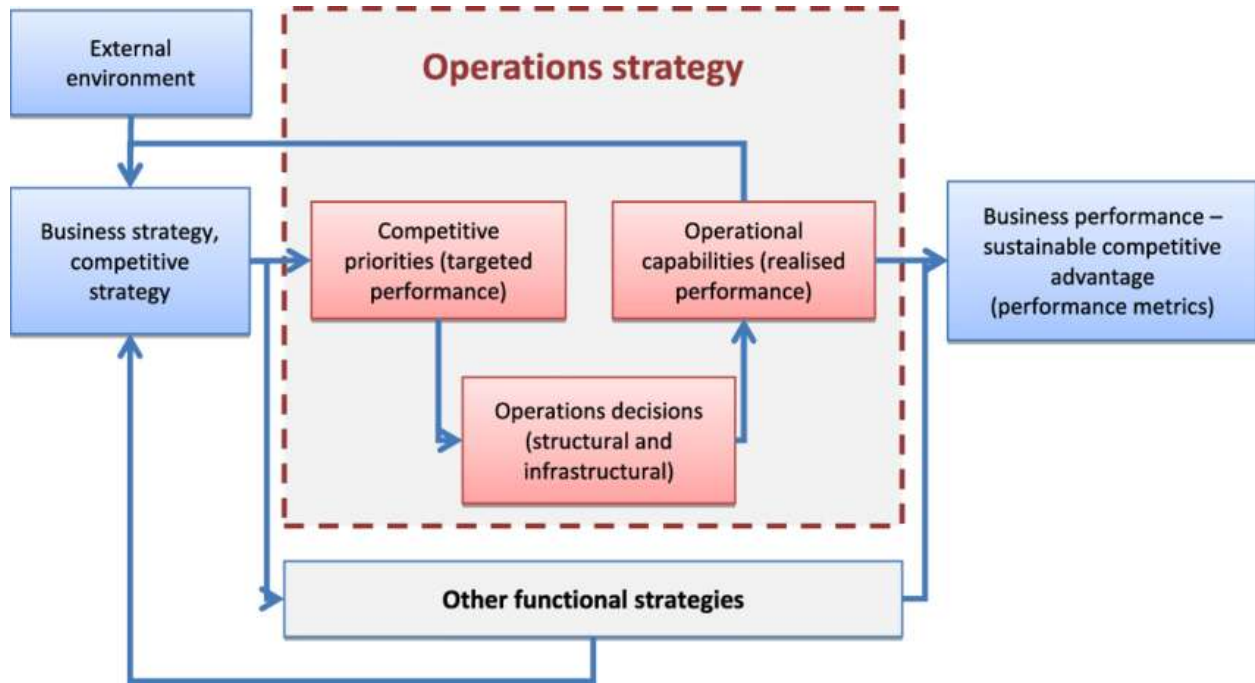 External
environment
Operations strategy
Business strategy,
competitive
strategy
Competitive
priorities (targeted
performance)
Operational
capabilities (realised
performance)
Business performance –
sustainable competitive
advantage
(performance metrics)
Operations decisions
(structural and
infrastructural)
Other functional strategies